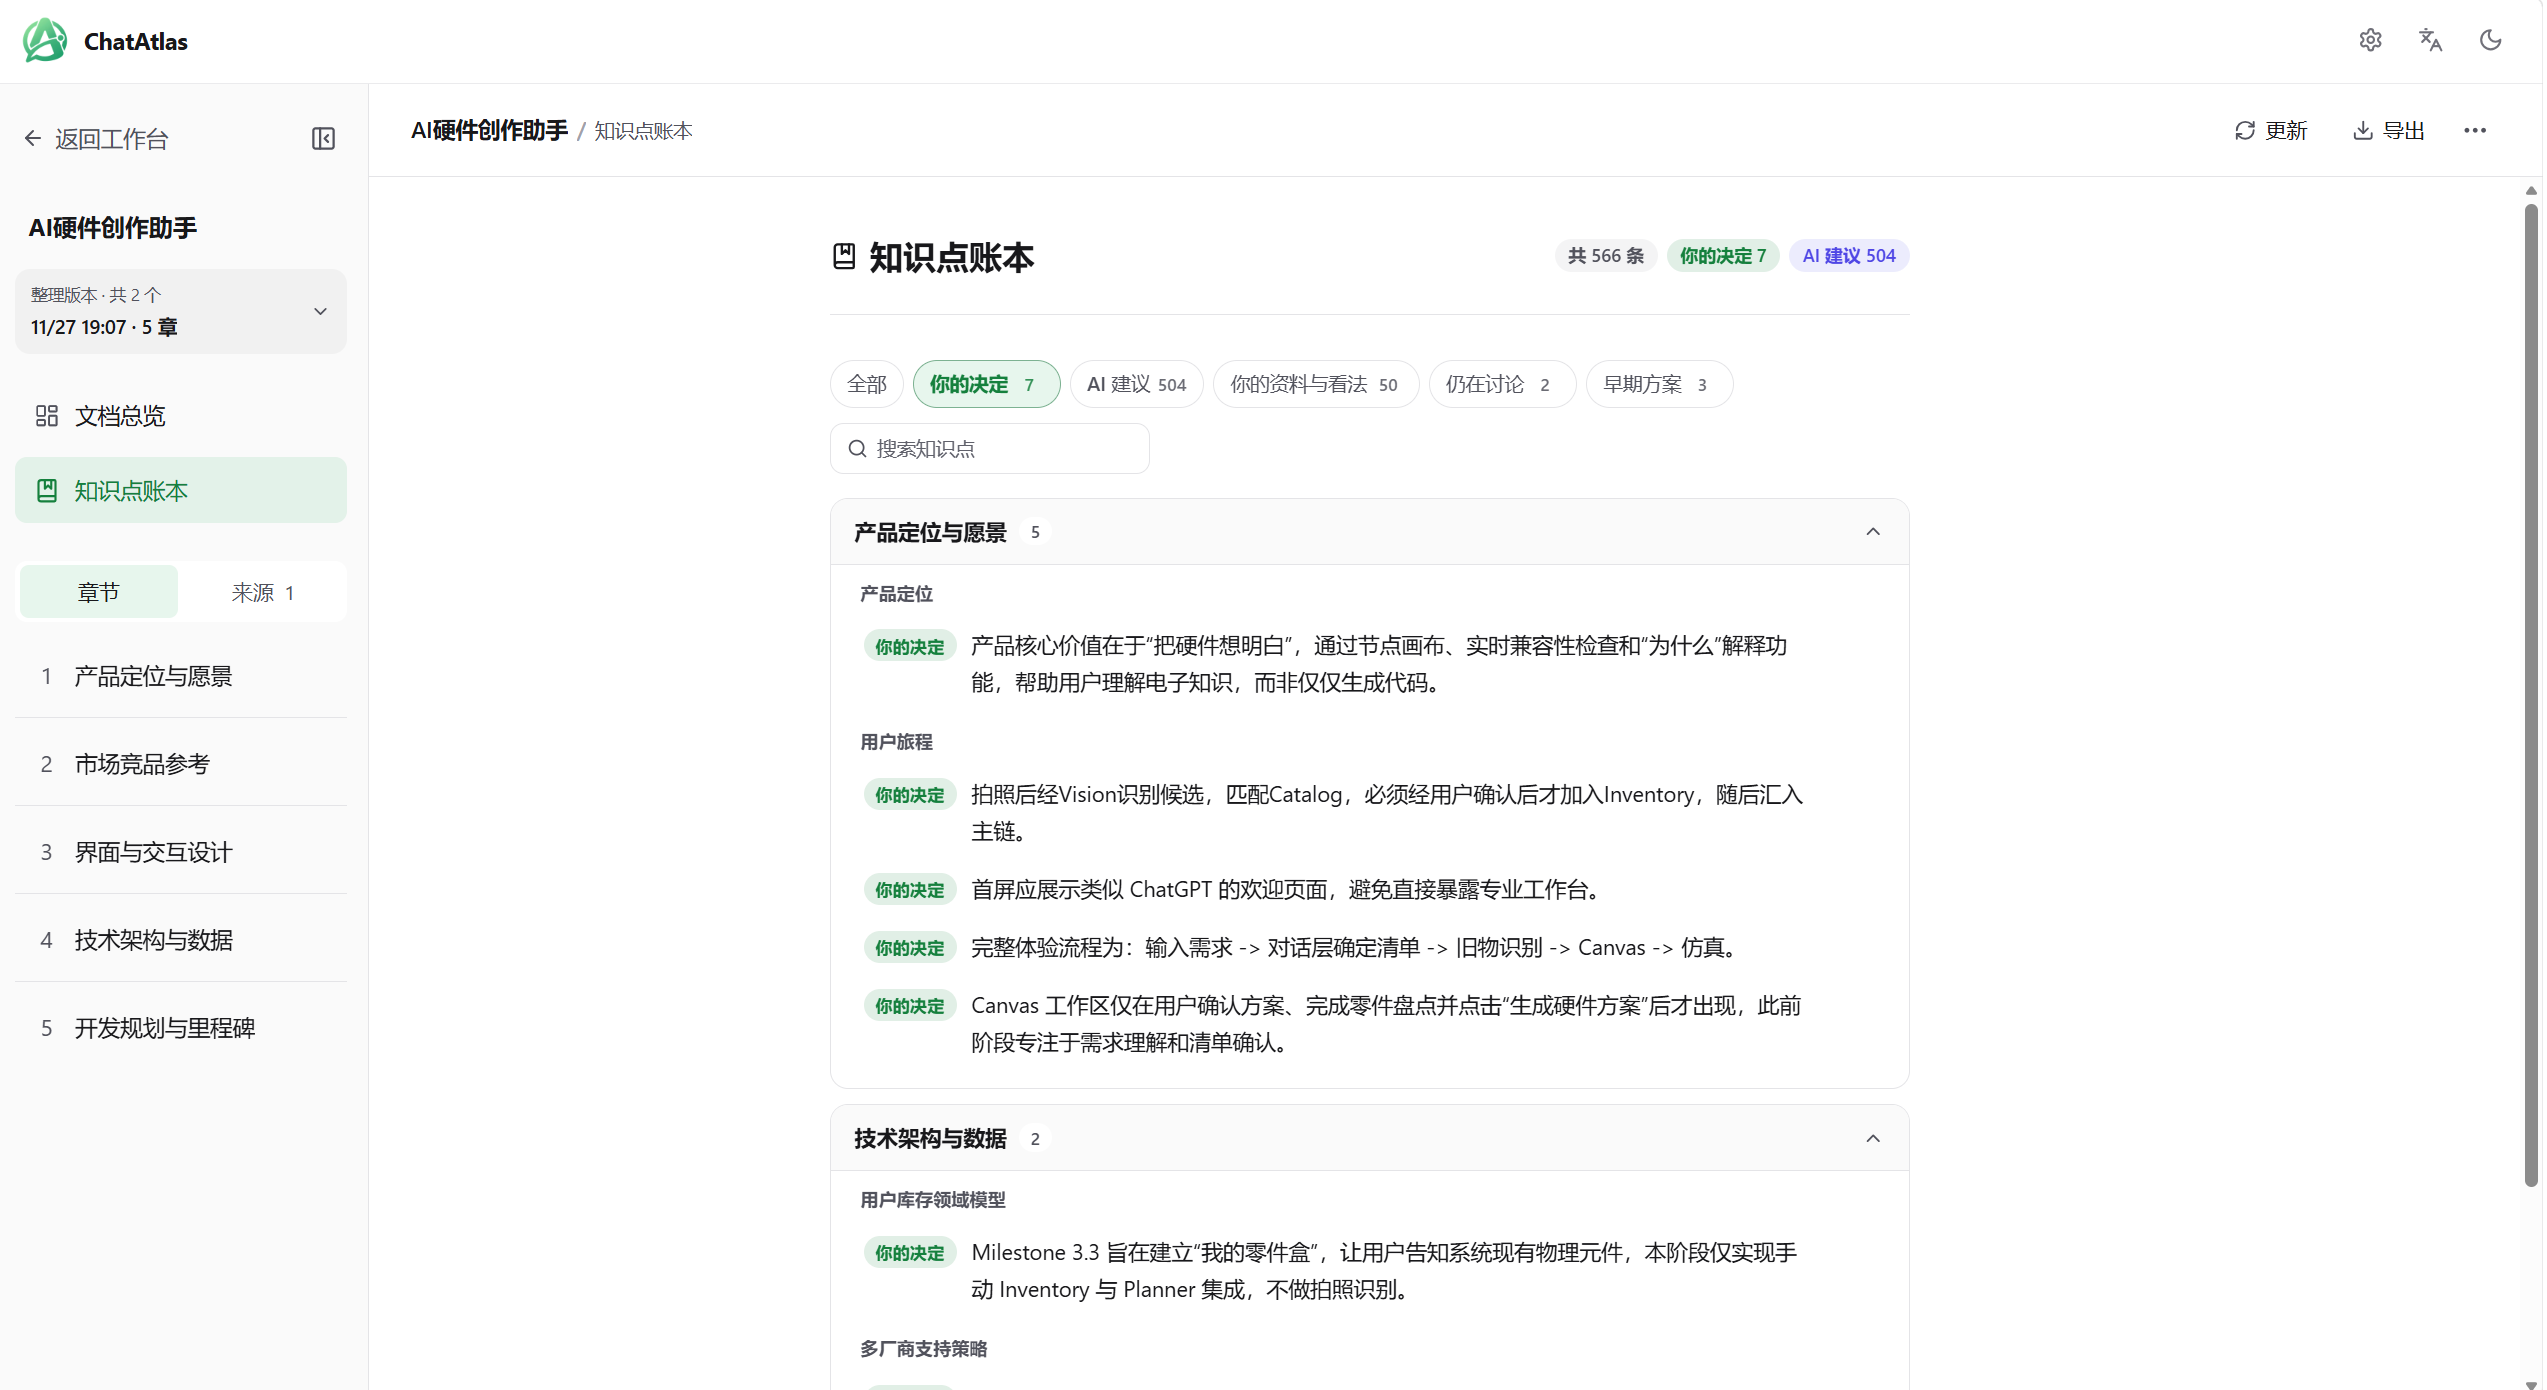 ChatAtlas
返回工作台
AI硬件创作助手
整理版本 · 共 2 个
11/27 19:07 · 5 章
文档总览
知识点账本
章节
来源 1
1 产品定位与愿景
2 市场竞品参考
3 界面与交互设计
4 技术架构与数据
5 开发规划与里程碑
AI硬件创作助手 / 知识点账本
更新
导出
知识点账本
共 566 条
你的决定 7
AI 建议 504
全部
你的决定 7
AI 建议 504
你的资料与看法 50
仍在讨论 2
早期方案 3
搜索知识点
产品定位与愿景 5
产品定位
你的决定 产品核心价值在于“把硬件想明白”，通过节点画布、实时兼容性检查和“为什么”解释功
能，帮助用户理解电子知识，而非仅仅生成代码。
用户旅程
你的决定 拍照后经Vision识别候选，匹配Catalog，必须经用户确认后才加入Inventory，随后汇入
主链。
你的决定 首屏应展示类似 ChatGPT 的欢迎页面，避免直接暴露专业工作台。
你的决定 完整体验流程为：输入需求 -> 对话层确定清单 -> 旧物识别 -> Canvas -> 仿真。
你的决定 Canvas 工作区仅在用户确认方案、完成零件盘点并点击“生成硬件方案”后才出现，此前
阶段专注于需求理解和清单确认。
技术架构与数据 2
用户库存领域模型
你的决定 Milestone 3.3 旨在建立“我的零件盒”，让用户告知系统现有物理元件，本阶段仅实现手
动 Inventory 与 Planner 集成，不做拍照识别。
多厂商支持策略